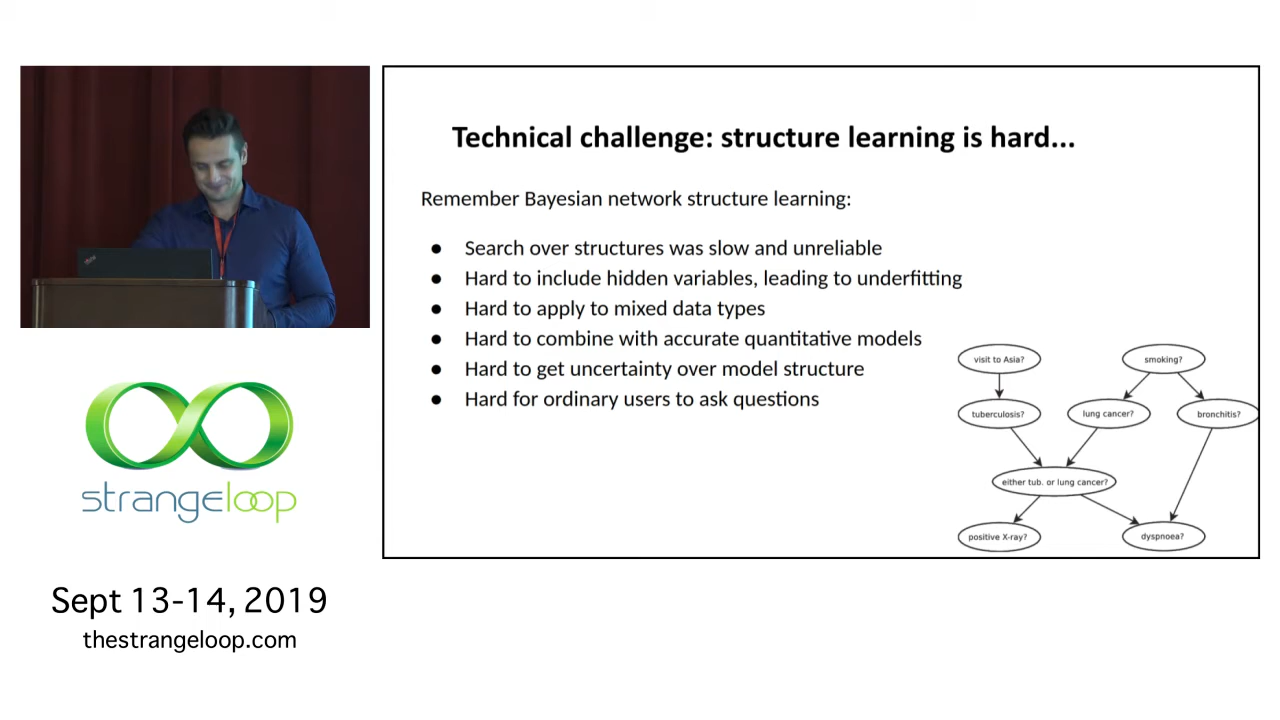 Technical challenge: structure learning is hard...
Remember Bayesian network structure learning:
● Search over structures was slow and unreliable
● Hard to include hidden variables, leading to underfitting
● Hard to apply to mixed data types
● Hard to combine with accurate quantitative models
● Hard to get uncertainty over model structure
● Hard for ordinary users to ask questions
visit to Asia?
smoking?
tuberculosis?
lung cancer?
bronchitis?
either tub. or lung cancer?
positive X-ray?
dyspnoea?
strangeloop
Sept 13-14, 2019
thestrangeloop.com